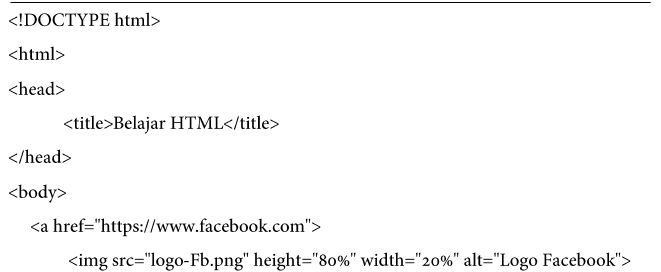 <!DOCTYPE html>
<html>
<head>
<title>Belajar HTML</title>
</head>
<body>
<a href="https://www.facebook.com">
<img src="logo-Fb.png" height="80%" width="20%" alt="Logo Facebook">